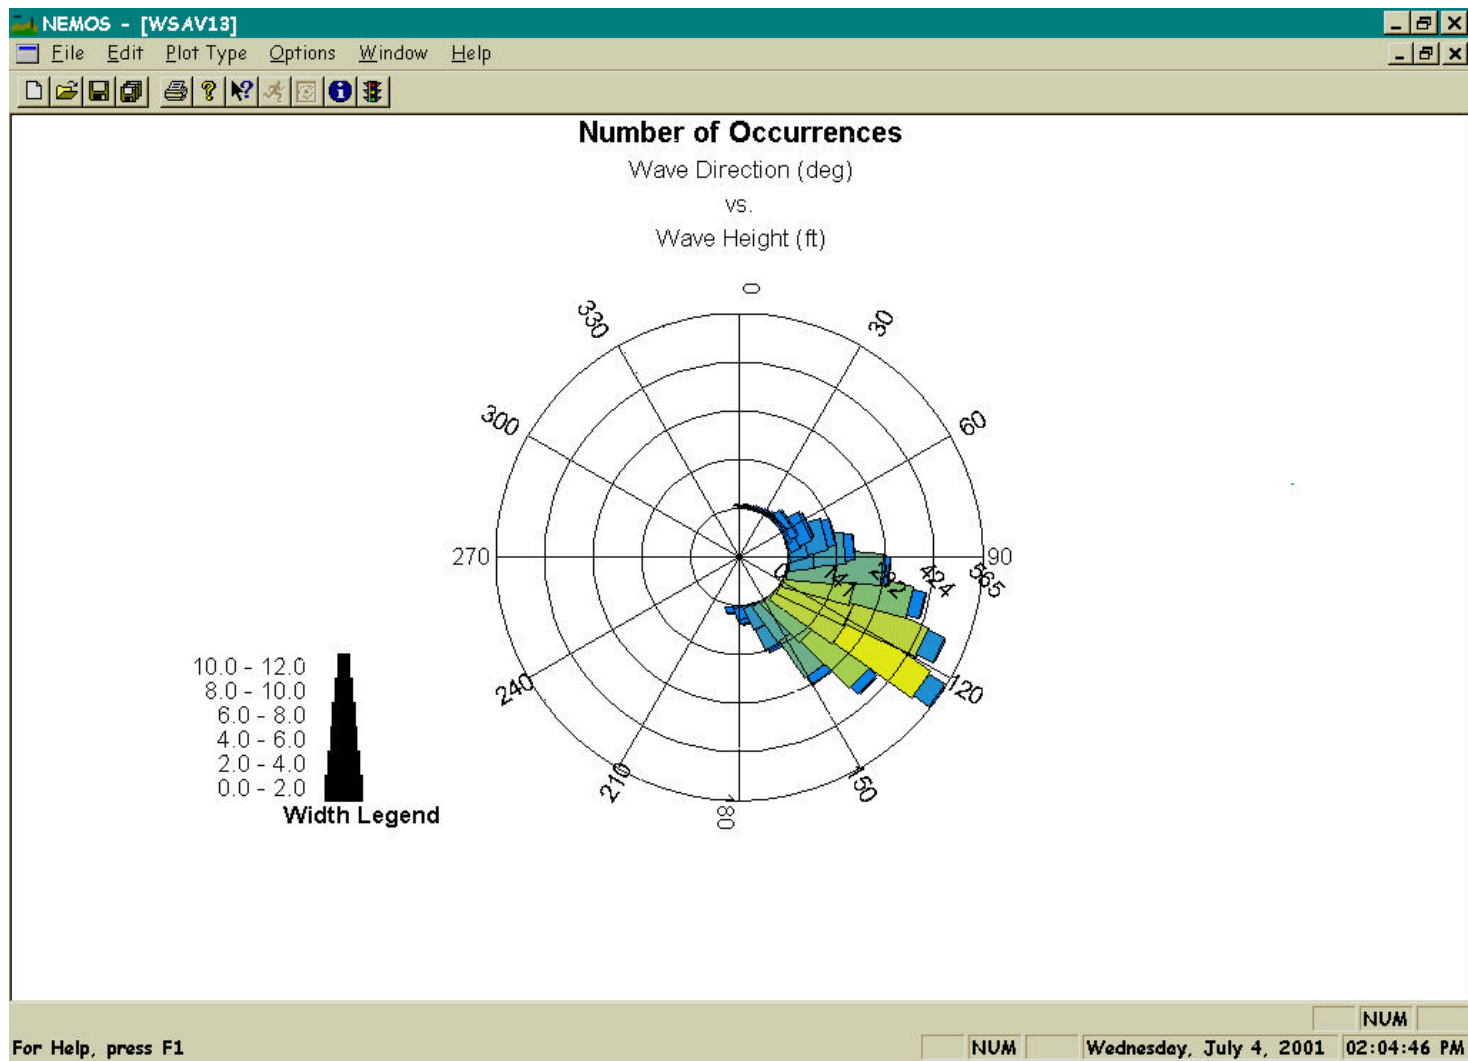 NEMOS - [WSAV13]
File Edit Plot Type Options Window Help
Number of Occurrences
Wave Direction (deg)
vs.
Wave Height (ft)
0
330
30
300
60
270
90
0
141
282
424
565
240
120
210
150
180
10.0 - 12.0
8.0 - 10.0
6.0 - 8.0
4.0 - 6.0
2.0 - 4.0
0.0 - 2.0
Width Legend
NUM
For Help, press F1
NUM
Wednesday, July 4, 2001
02:04:46 PM